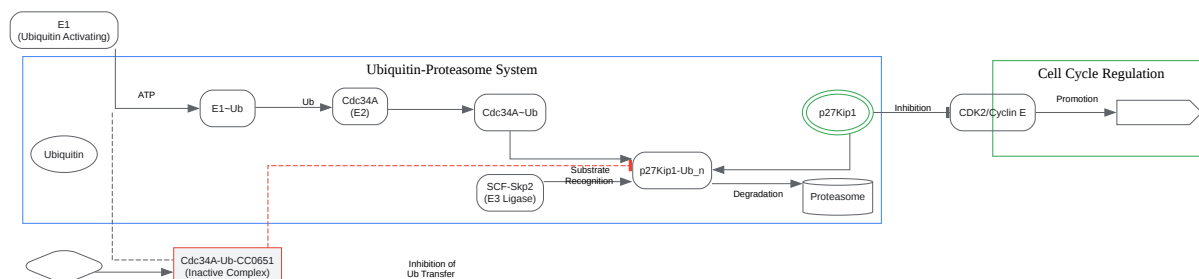 E1
(Ubiquitin Activating)
Ubiquitin-Proteasome System
Cell Cycle Regulation
ATP
E1~Ub
Ub
Cdc34A
(E2)
Cdc34A~Ub
p27Kip1
Inhibition
CDK2/Cyclin E
Promotion
Ubiquitin
Substrate
Recognition
p27Kip1-Ub_n
SCF-Skp2
(E3 Ligase)
Degradation
Proteasome
Cdc34A-Ub-CC0651
(Inactive Complex)
Inhibition of
Ub Transfer